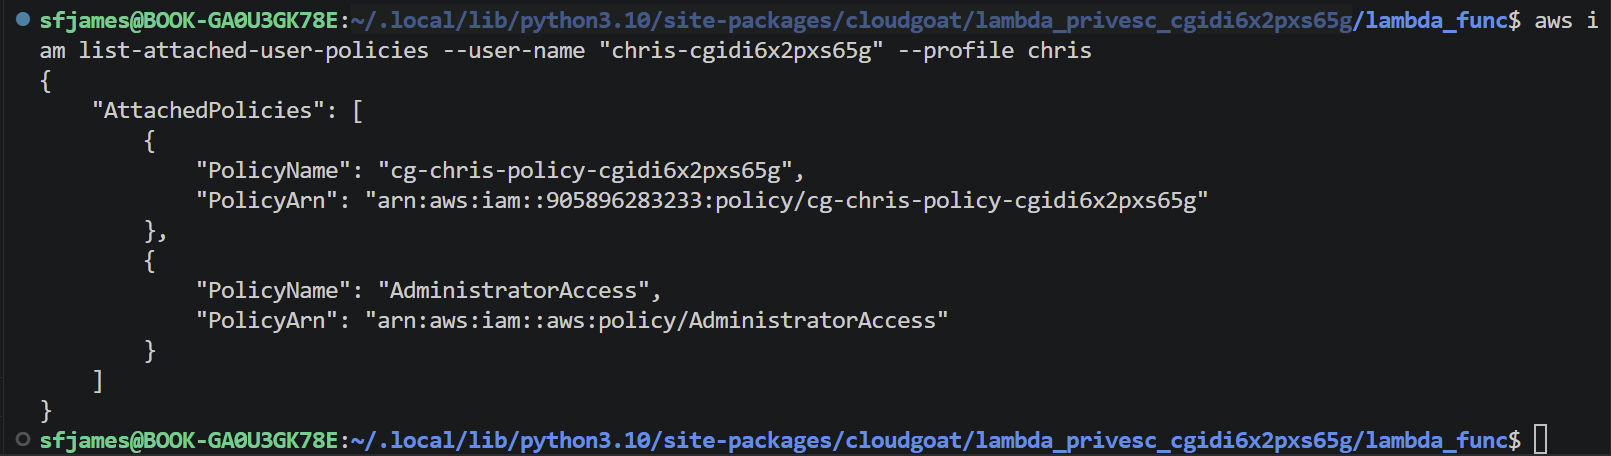 sfjames@BOOK-GA0U3GK78E:~/.local/lib/python3.10/site-packages/cloudgoat/lambda_privesc_cgidi6x2pxs65g/lambda_func$ aws i
am list-attached-user-policies --user-name "chris-cgidi6x2pxs65g" --profile chris
{
    "AttachedPolicies": [
        {
            "PolicyName": "cg-chris-policy-cgidi6x2pxs65g",
            "PolicyArn": "arn:aws:iam::905896283233:policy/cg-chris-policy-cgidi6x2pxs65g"
        },
        {
            "PolicyName": "AdministratorAccess",
            "PolicyArn": "arn:aws:iam::aws:policy/AdministratorAccess"
        }
    ]
}
sfjames@BOOK-GA0U3GK78E:~/.local/lib/python3.10/site-packages/cloudgoat/lambda_privesc_cgidi6x2pxs65g/lambda_func$